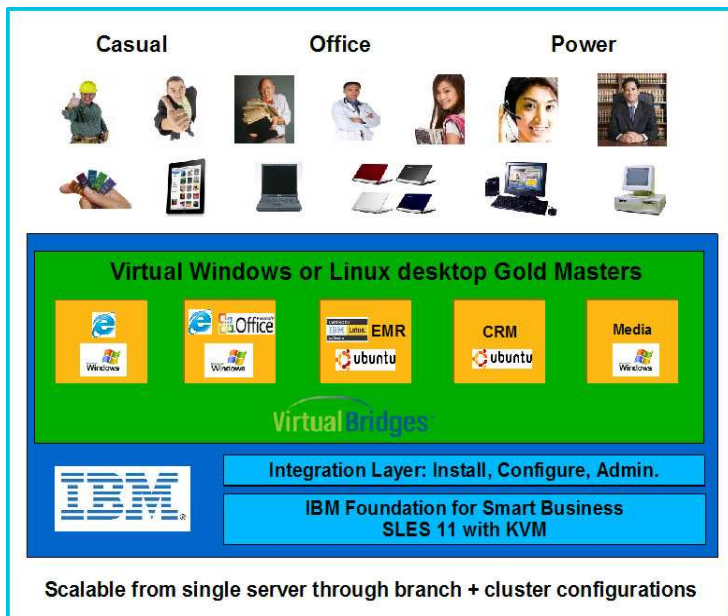 Casual Office Power
Virtual Windows or Linux desktop Gold Masters
Office
IBM Lotus EMR
CRM
Media
Windows
Windows
ubuntu
ubuntu
Windows
VirtualBridges
IBM
Integration Layer: Install, Configure, Admin.
IBM Foundation for Smart Business
SLES 11 with KVM
Scalable from single server through branch + cluster configurations